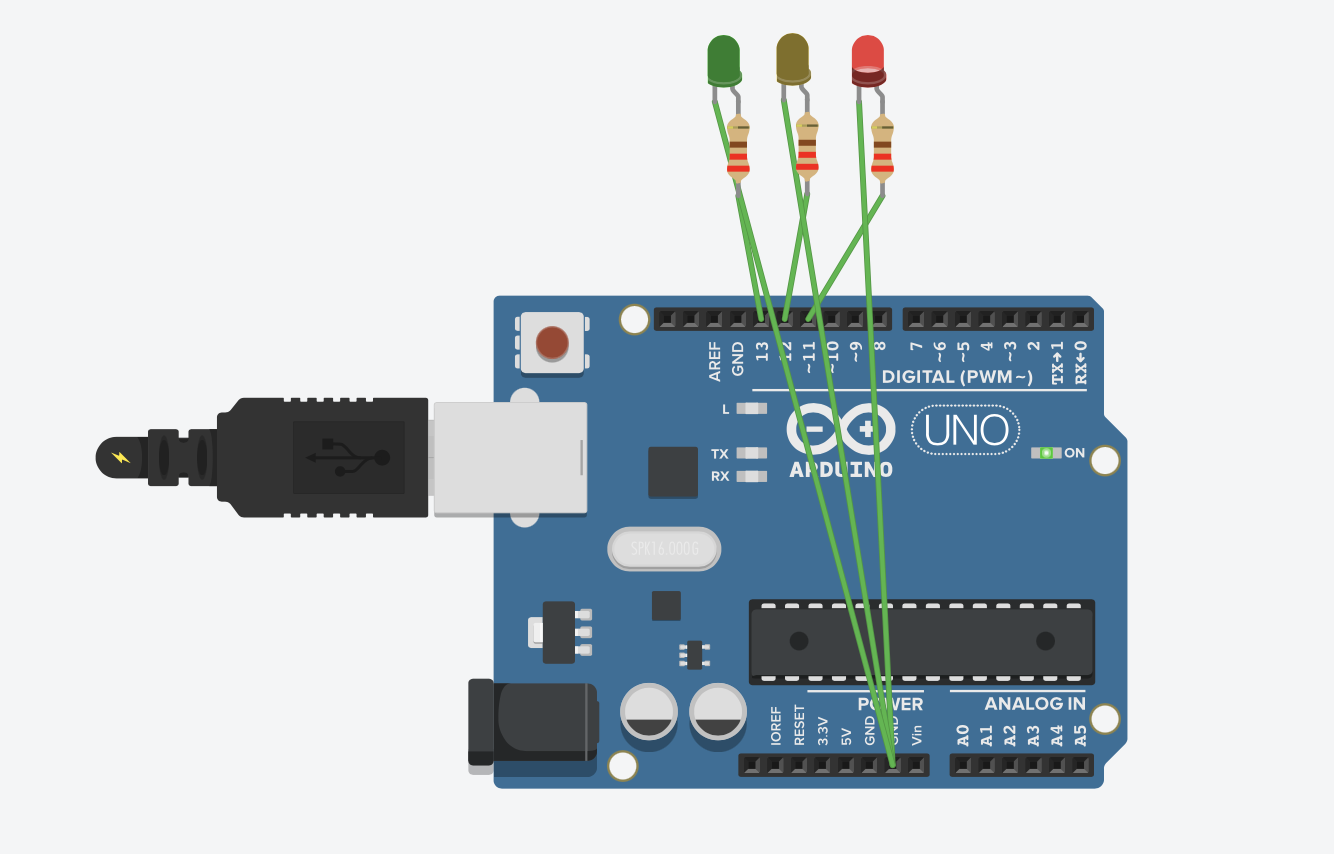 AREF
GND
13
12
~11
~10
~9
8
7
~6
~5
4
~3
2
TX→1
RX←0
DIGITAL (PWM~)
L
TX
RX
ARDUINO
UNO
ON
SPK16.000G
POWER
ANALOG IN
IOREF
RESET
3.3V
5V
GND
GND
Vin
A0
A1
A2
A3
A4
A5